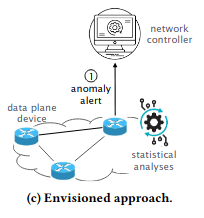 network
controller
①
anomaly
alert
data plane
device
statistical
analyses
(c) Envisioned approach.